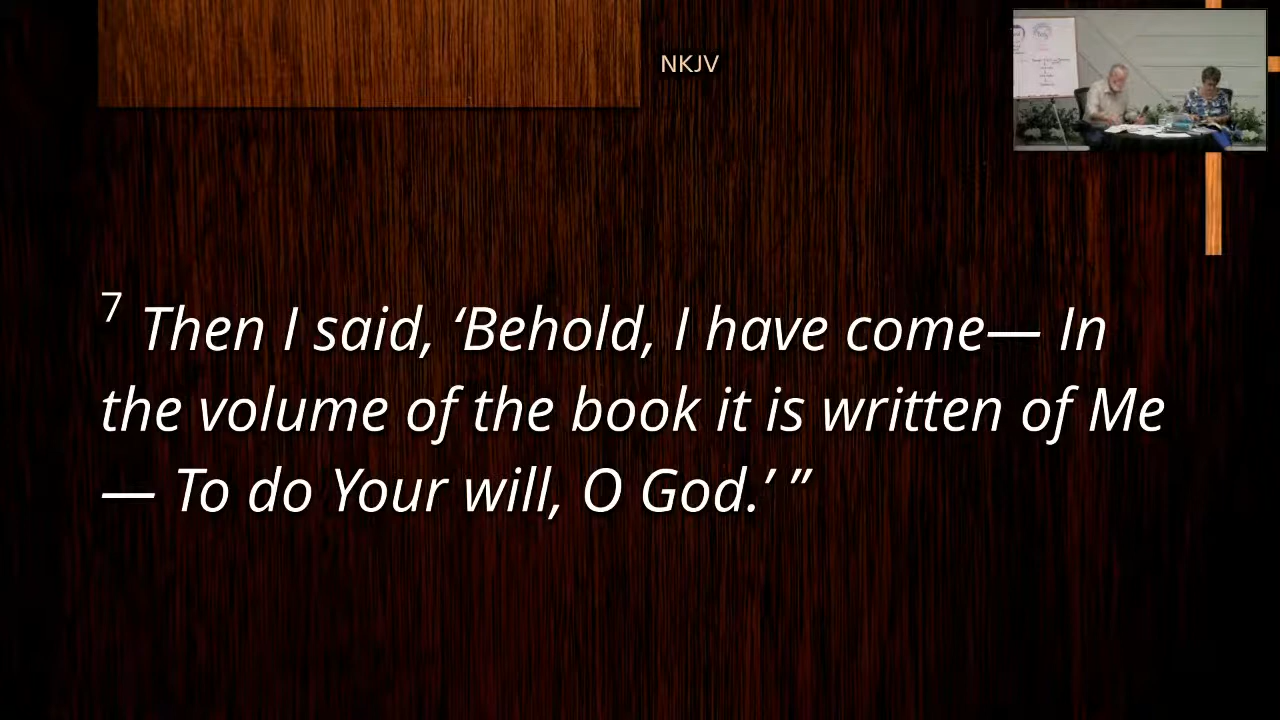 NKJV
7 Then I said, ‘Behold, I have come— In
the volume of the book it is written of Me
— To do Your will, O God.’ ”